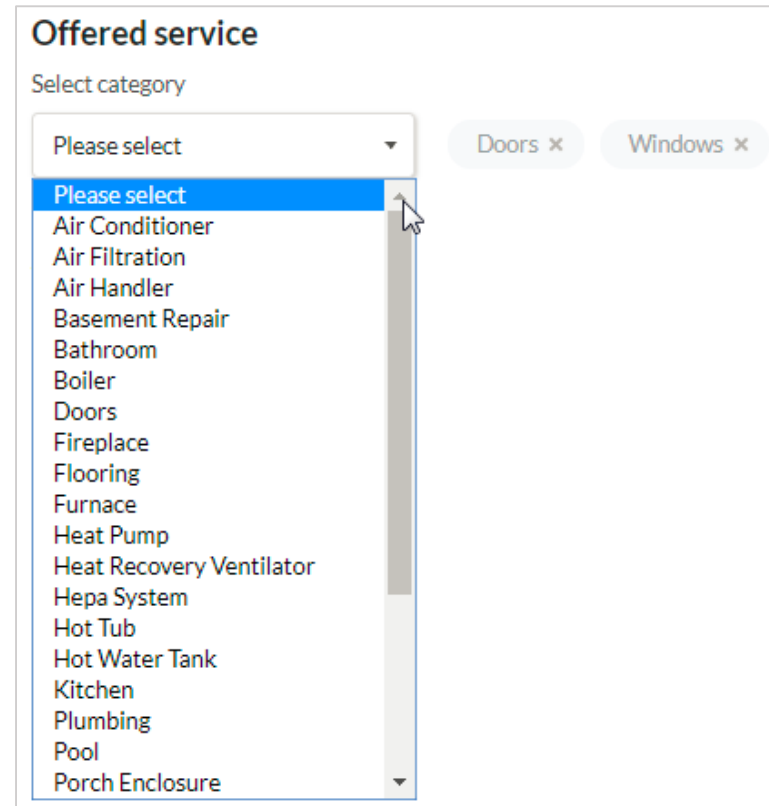 Offered service
Select category
Please select
Doors ×
Windows ×
Please select
Air Conditioner
Air Filtration
Air Handler
Basement Repair
Bathroom
Boiler
Doors
Fireplace
Flooring
Furnace
Heat Pump
Heat Recovery Ventilator
Hepa System
Hot Tub
Hot Water Tank
Kitchen
Plumbing
Pool
Porch Enclosure